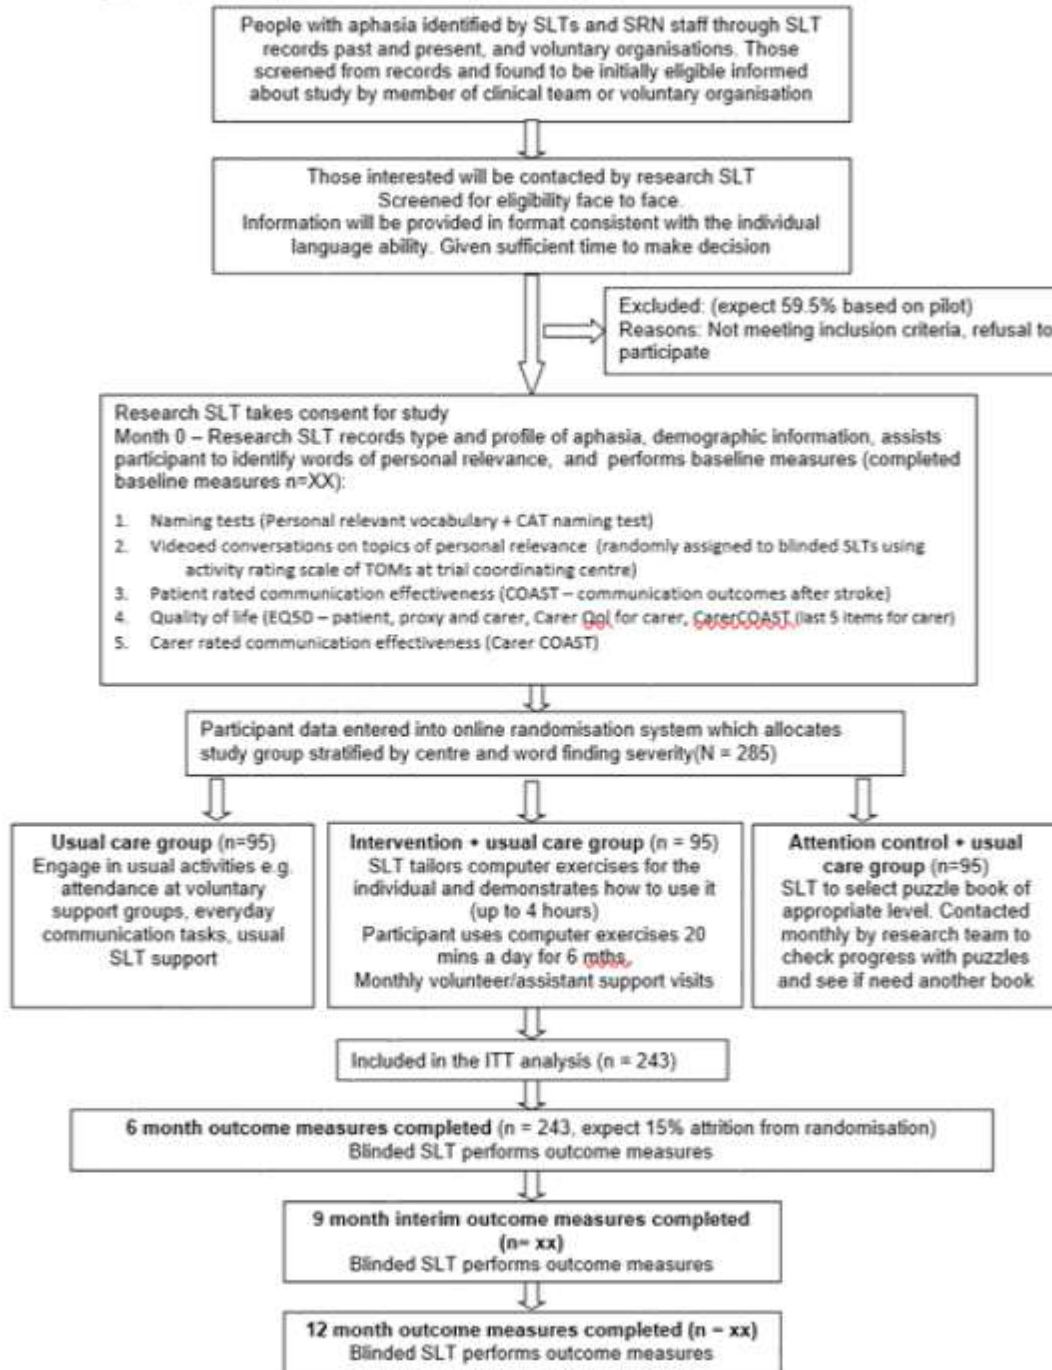 People with aphasia identified by SLTs and SRN staff through SLT
records past and present, and voluntary organisations. Those
screened from records and found to be initially eligible informed
about study by member of clinical team or voluntary organisation
Those interested will be contacted by research SLT
Screened for eligibility face to face.
Information will be provided in format consistent with the individual
language ability. Given sufficient time to make decision
Excluded: (expect 59.5% based on pilot)
Reasons: Not meeting inclusion criteria, refusal to
participate
Research SLT takes consent for study
Month 0 – Research SLT records type and profile of aphasia, demographic information, assists
participant to identify words of personal relevance, and performs baseline measures (completed
baseline measures n=XX):
1. Naming tests (Personal relevant vocabulary + CAT naming test)
2. Videoed conversations on topics of personal relevance (randomly assigned to blinded SLTs using
activity rating scale of TOMs at trial coordinating centre)
3. Patient rated communication effectiveness (COAST – communication outcomes after stroke)
4. Quality of life (EQ5D – patient, proxy and carer, Carer Qol for carer, CarerCOAST (last 5 items for carer)
5. Carer rated communication effectiveness (Carer COAST)
Participant data entered into online randomisation system which allocates
study group stratified by centre and word finding severity(N = 285)
Usual care group (n=95)
Engage in usual activities e.g.
attendance at voluntary
support groups, everyday
communication tasks, usual
SLT support
Intervention + usual care group (n = 95)
SLT tailors computer exercises for the
individual and demonstrates how to use it
(up to 4 hours)
Participant uses computer exercises 20
mins a day for 6 mths.
Monthly volunteer/assistant support visits
Attention control + usual
care group (n=95)
SLT to select puzzle book of
appropriate level. Contacted
monthly by research team to
check progress with puzzles
and see if need another book
Included in the ITT analysis (n = 243)
6 month outcome measures completed (n = 243, expect 15% attrition from randomisation)
Blinded SLT performs outcome measures
9 month interim outcome measures completed
(n= xx)
Blinded SLT performs outcome measures
12 month outcome measures completed (n = xx)
Blinded SLT performs outcome measures